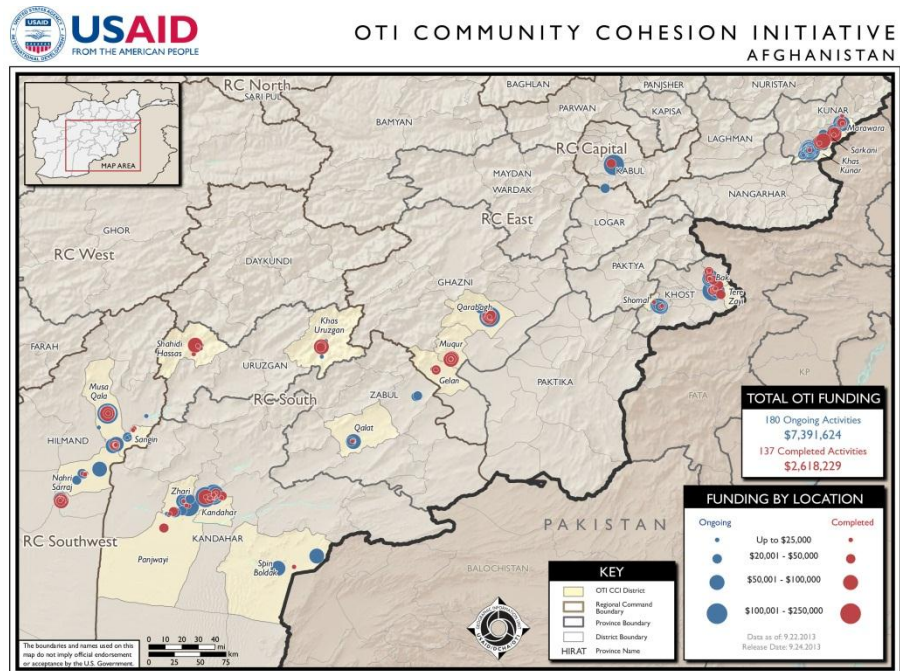 UNITED STATES AGENCY
INTERNATIONAL DEVELOPMENT
USAID
USAID
FROM THE AMERICAN PEOPLE
OTI COMMUNITY COHESION INITIATIVE
AFGHANISTAN
MAP AREA
RC North
SARI PUL
BAGHLAN
PANJSHER
NURISTAN
BAMYAN
PARWAN
KAPISA
KUNAR
LAGHMAN
Marawara
Sarkani
Khas
Kunar
RC Capital
KABUL
MAYDAN
WARDAK
NANGARHAR
RC East
LOGAR
GHOR
RC West
DAYKUNDI
PAKTYA
GHAZNI
KHOST
Bak
Tere
Zayi
Shomal
Qarabagh
Khas
Uruzgan
Shahidi
Hassas
FARAH
URUZGAN
Muqur
Gelan
PAKTIKA
KP
FATA
Musa
Qala
ZABUL
RC South
HILMAND
Sangin
Qalat
Nahri
Sarraj
Zhari
Kandahar
RC Southwest
KANDAHAR
PAKISTAN
Panjwayi
Spin
Boldak
BALOCHISTAN
TOTAL OTI FUNDING
180 Ongoing Activities
$7,391,624
137 Completed Activities
$2,618,229
FUNDING BY LOCATION
Ongoing
Completed
Up to $25,000
$20,001 - $50,000
$50,001 - $100,000
$100,001 - $250,000
Data as of: 9.22.2013
Release Date: 9.24.2013
KEY
OTI CCI District
Regional Command
Boundary
Province Boundary
District Boundary
HIRAT Province Name
The boundaries and names used on this
map do not imply official endorsement
or acceptance by the U.S. Government.
0 10 20 30 40
mi
km
0 25 50 75